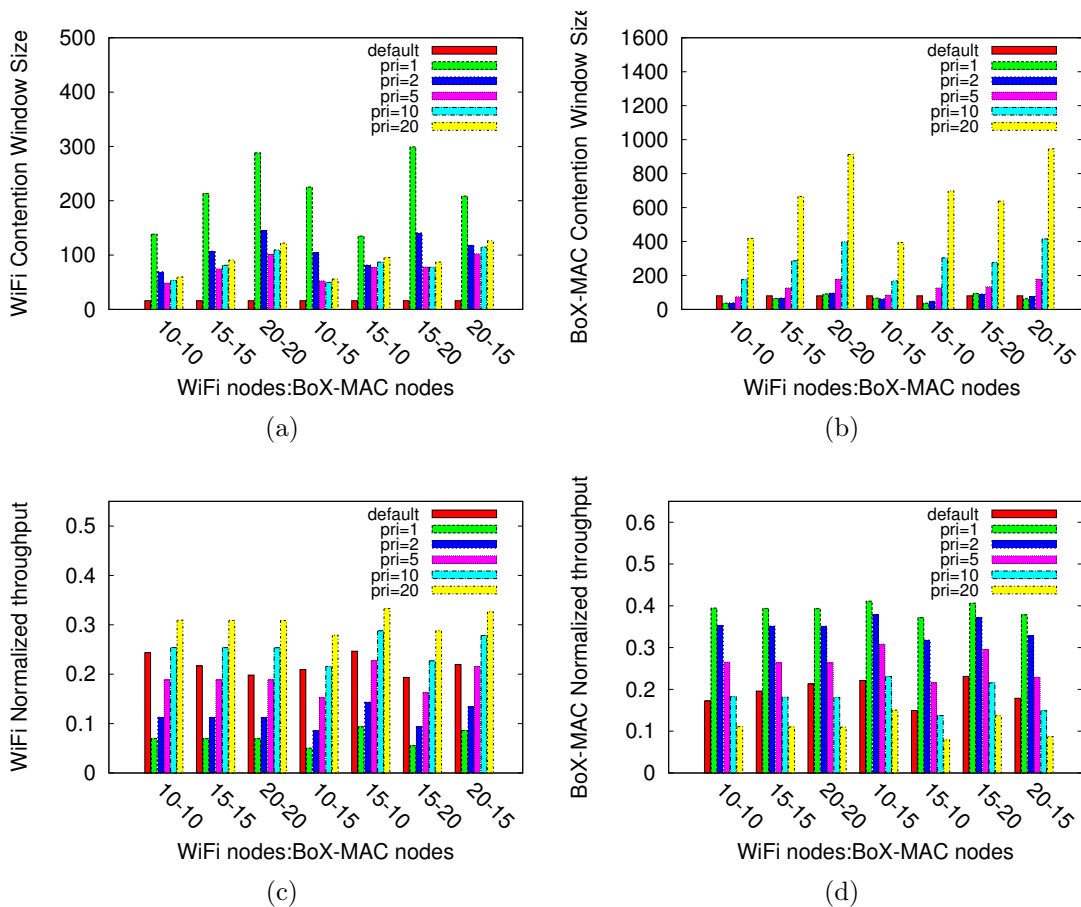 WiFi Contention Window Size
500
400
300
200
100
0
default
pri=1
pri=2
pri=5
pri=10
pri=20
10-10
15-15
20-20
10-15
15-10
15-20
20-15
WiFi nodes:BoX-MAC nodes
(a)
BoX-MAC Contention Window Size
1600
1400
1200
1000
800
600
400
200
0
default
pri=1
pri=2
pri=5
pri=10
pri=20
10-10
15-15
20-20
10-15
15-10
15-20
20-15
WiFi nodes:BoX-MAC nodes
(b)
WiFi Normalized throughput
0.5
0.4
0.3
0.2
0.1
0
default
pri=1
pri=2
pri=5
pri=10
pri=20
10-10
15-15
20-20
10-15
15-10
15-20
20-15
WiFi nodes:BoX-MAC nodes
(c)
BoX-MAC Normalized throughput
0.6
0.5
0.4
0.3
0.2
0.1
0
default
pri=1
pri=2
pri=5
pri=10
pri=20
10-10
15-15
20-20
10-15
15-10
15-20
20-15
WiFi nodes:BoX-MAC nodes
(d)